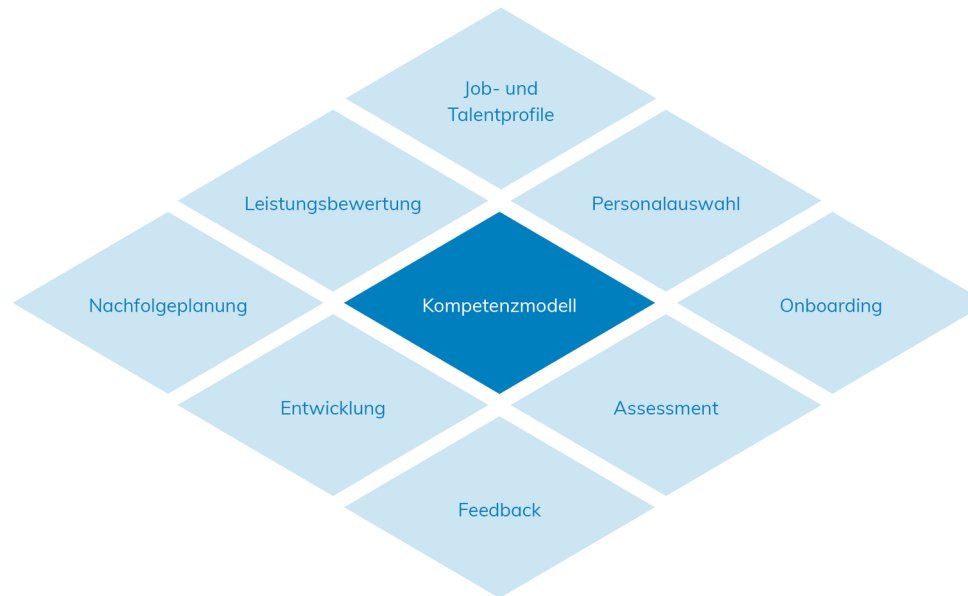 Job- und
Talentprofile
Leistungsbewertung
Personalauswahl
Nachfolgeplanung
Kompetenzmodell
Onboarding
Entwicklung
Assessment
Feedback